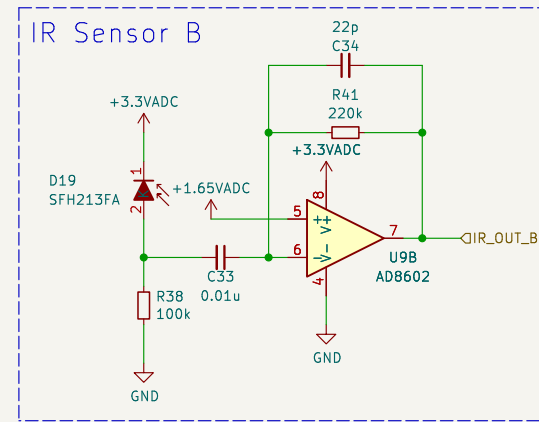 IR Sensor B
22p
C34
+3.3VADC
R41
220k
+3.3VADC
1
D19
SFH213FA
2
+1.65VADC
8
5
V+
+
7
IR_OUT_B
6
-
V-
U9B
AD8602
C33
0.01u
4
R38
100k
GND
GND